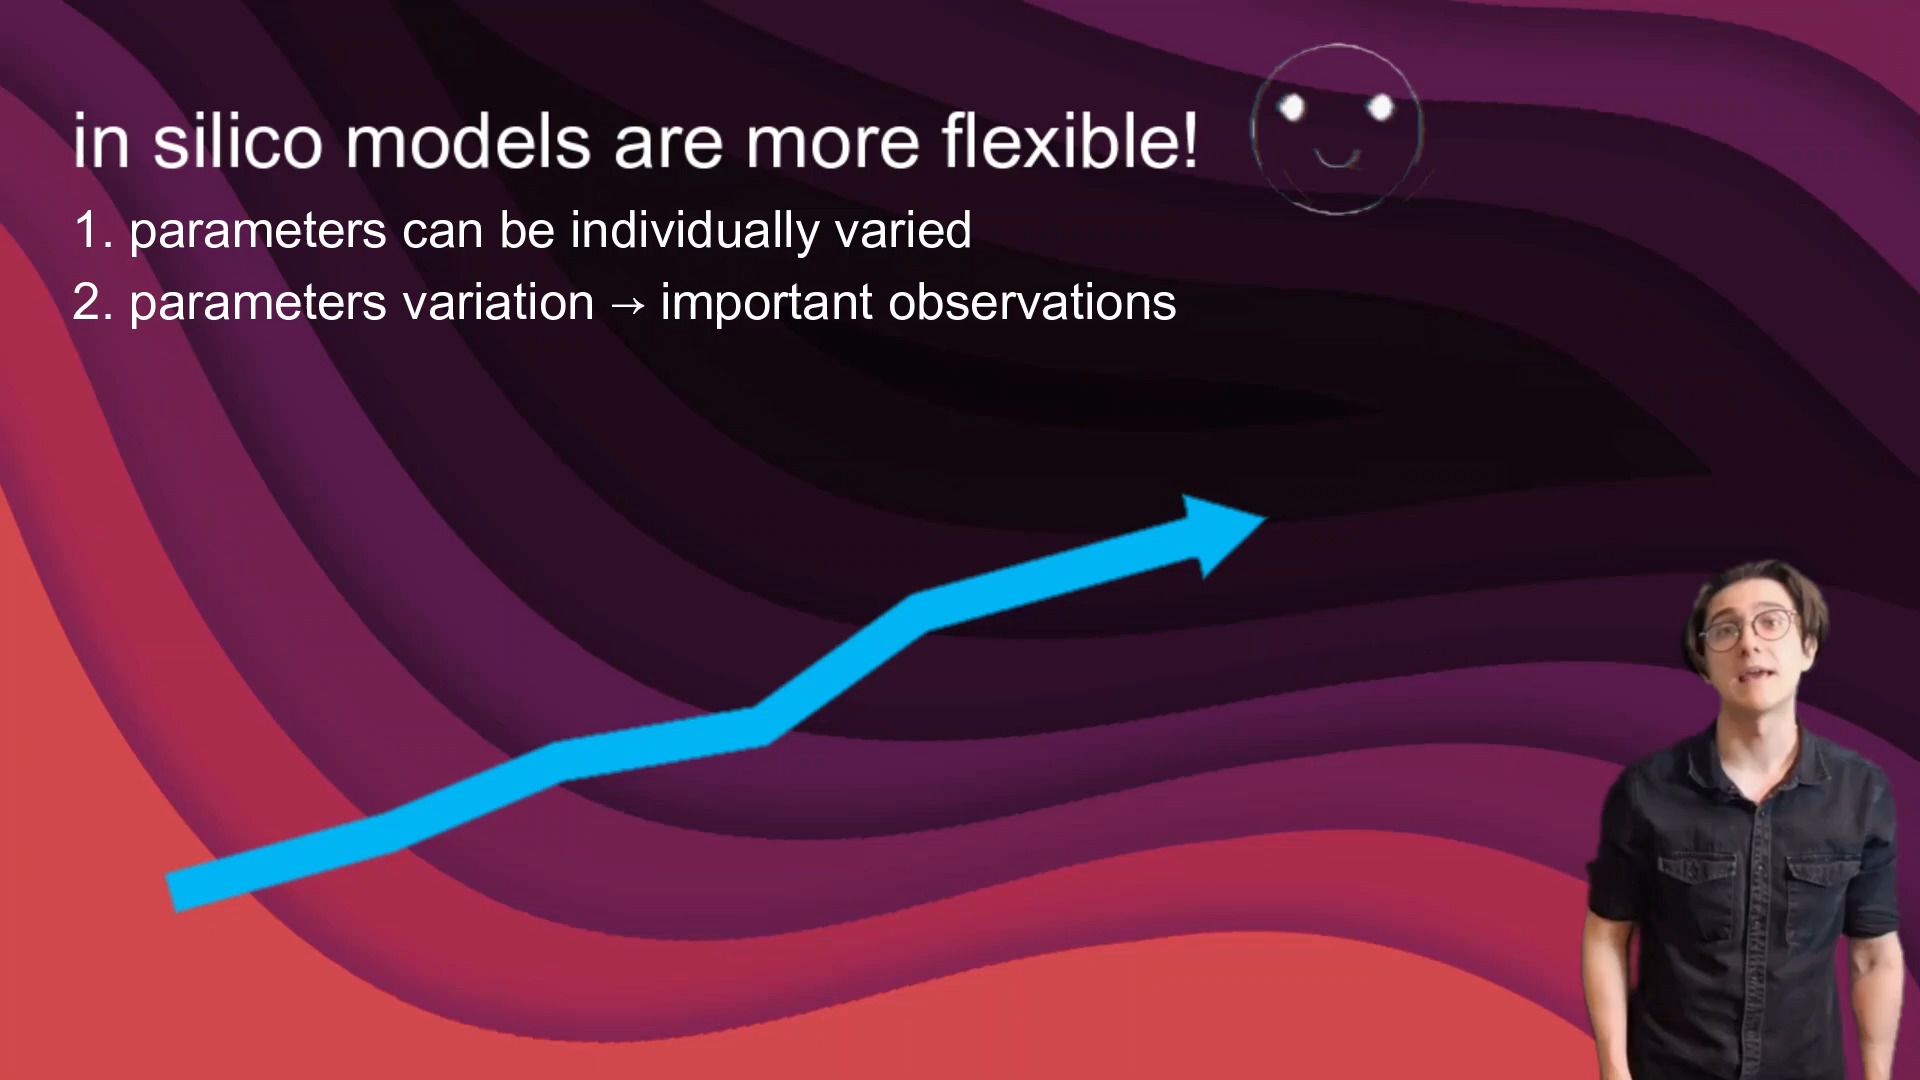 in silico models are more flexible!
1. parameters can be individually varied
2. parameters variation → important observations